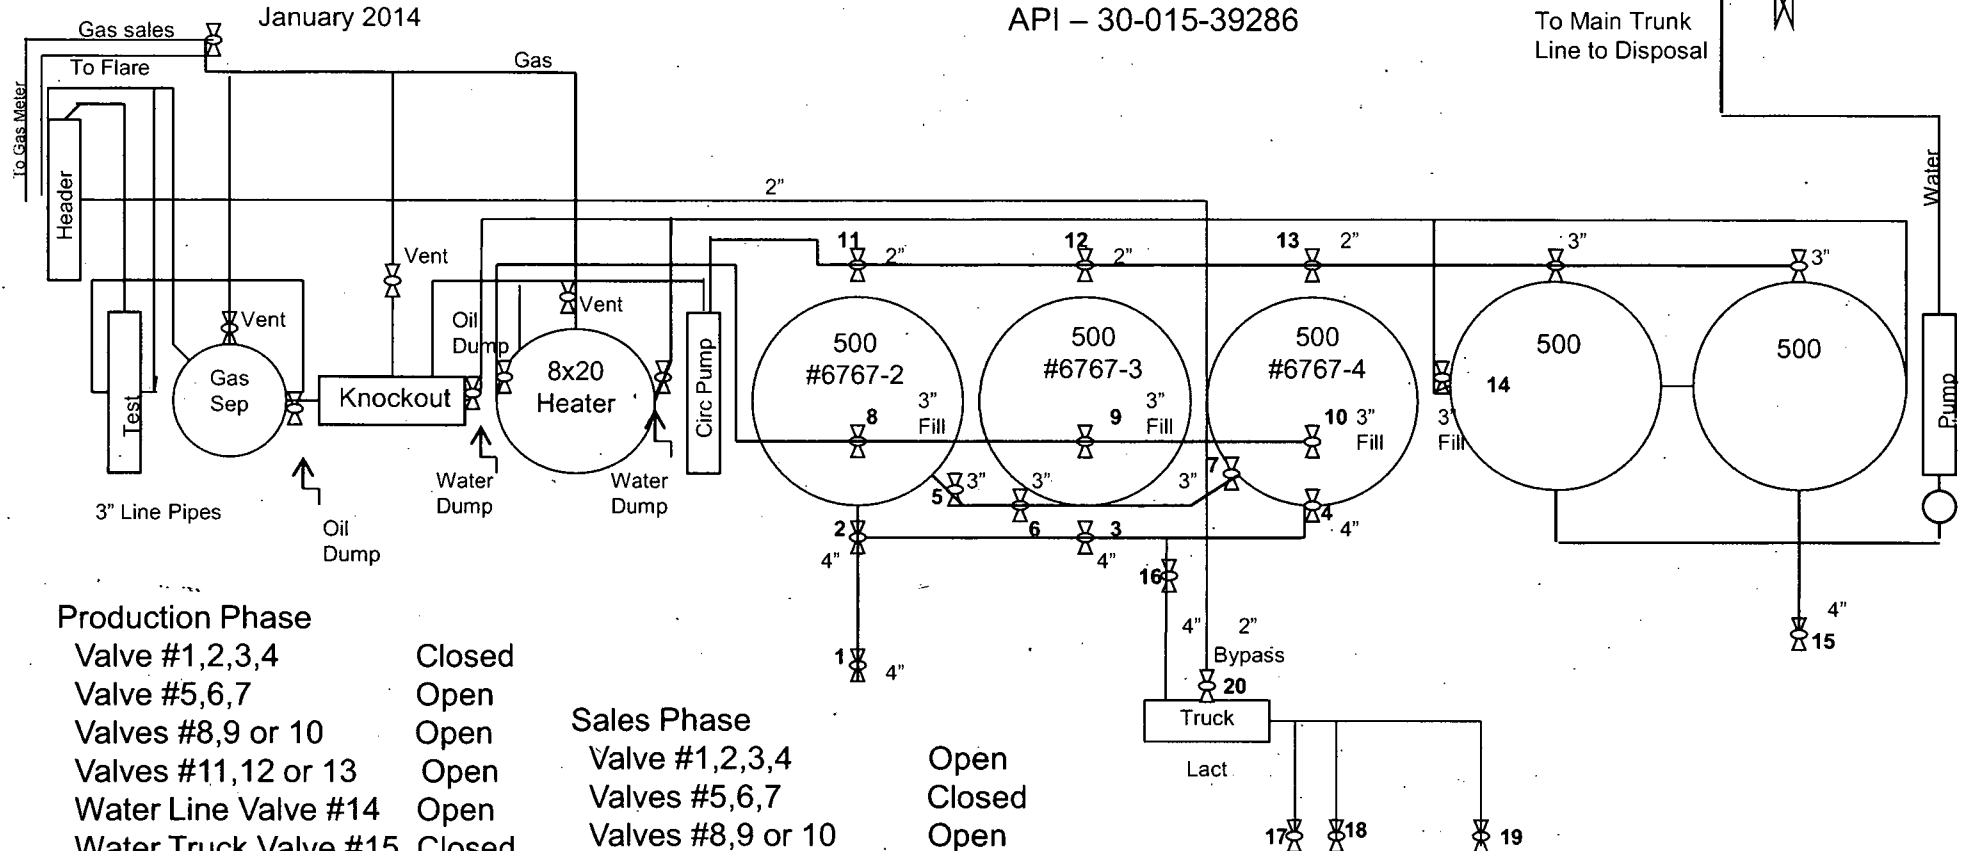 January 2014
API – 30-015-39286
To Main Trunk
Line to Disposal
Gas sales
To Flare
Gas
To Gas Meter
Header
Water
2”
11
2”
12
2”
13
2”
3”
3”
Vent
Vent
Vent
Oil
Dump
Gas
Sep
Test
Knockout
8x20
Heater
Circ Pump
500
#6767-2
500
#6767-3
500
#6767-4
500
500
14
Pump
3”
Fill
3”
Fill
3”
Fill
3”
Fill
8
9
10
5
3”
3”
3”
7
6
2
4”
3
4”
4
4”
Water
Dump
Water
Dump
3” Line Pipes
Oil
Dump
16
4”
2”
Bypass
20
1
4”
4”
15
Truck
Lact
17
18
19
Production Phase
Valve #1,2,3,4 Closed
Valve #5,6,7 Open
Valves #8,9 or 10 Open
Valves #11,12 or 13 Open
Water Line Valve #14 Open
Water Truck Valve #15 Closed
Sales Phase
Valve #1,2,3,4 Open
Valves #5,6,7 Closed
Valves #8,9 or 10 Open